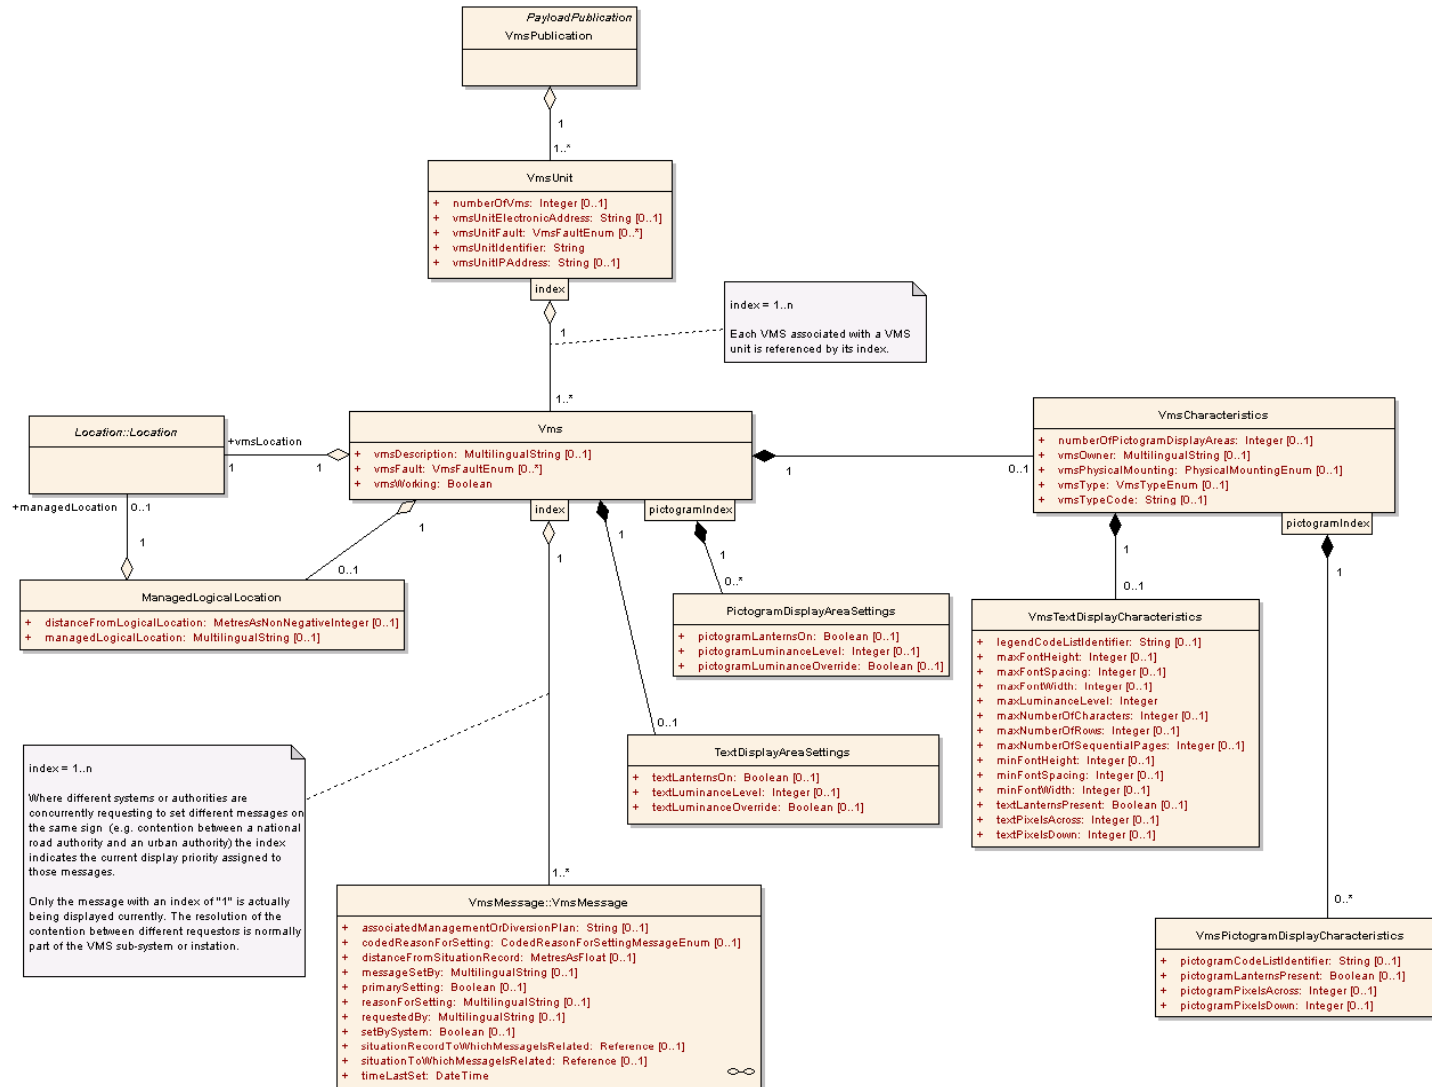 PayloadPublication
VmsPublication
1
1..*
VmsUnit
+ numberOfVms: Integer [0..1]
+ vmsUnitElectronicAddress: String [0..1]
+ vmsUnitFault: VmsFaultEnum [0..*]
+ vmsUnitIdentifier: String
+ vmsUnitIPAddress: String [0..1]
index
1
1..*
index = 1..n
Each VMS associated with a VMS
unit is referenced by its index.
Location::Location
+vmsLocation
1
1
Vms
+ vmsDescription: MultilingualString [0..1]
+ vmsFault: VmsFaultEnum [0..*]
+ vmsWorking: Boolean
index
pictogramIndex
1
0..1
VmsCharacteristics
+ numberOfPictogramDisplayAreas: Integer [0..1]
+ vmsOwner: MultilingualString [0..1]
+ vmsPhysicalMounting: PhysicalMountingEnum [0..1]
+ vmsType: VmsTypeEnum [0..1]
+ vmsTypeCode: String [0..1]
pictogramIndex
+managedLocation
0..1
1
1
0..1
ManagedLogicalLocation
+ distanceFromLogicalLocation: MetresAsNonNegativeInteger [0..1]
+ managedLogicalLocation: MultilingualString [0..1]
1
1
1
0..*
PictogramDisplayAreaSettings
+ pictogramLanternsOn: Boolean [0..1]
+ pictogramLuminanceLevel: Integer [0..1]
+ pictogramLuminanceOverride: Boolean [0..1]
1
0..1
VmsTextDisplayCharacteristics
+ legendCodeListIdentifier: String [0..1]
+ maxFontHeight: Integer [0..1]
+ maxFontSpacing: Integer [0..1]
+ maxFontWidth: Integer [0..1]
+ maxLuminanceLevel: Integer
+ maxNumberOfCharacters: Integer [0..1]
+ maxNumberOfRows: Integer [0..1]
+ maxNumberOfSequentialPages: Integer [0..1]
+ minFontHeight: Integer [0..1]
+ minFontSpacing: Integer [0..1]
+ minFontWidth: Integer [0..1]
+ textLanternsPresent: Boolean [0..1]
+ textPixelsAcross: Integer [0..1]
+ textPixelsDown: Integer [0..1]
1
0..1
TextDisplayAreaSettings
+ textLanternsOn: Boolean [0..1]
+ textLuminanceLevel: Integer [0..1]
+ textLuminanceOverride: Boolean [0..1]
index = 1..n
Where different systems or authorities are
concurrently requesting to set different messages on
the same sign (e.g. contention between a national
road authority and an urban authority) the index
indicates the current display priority assigned to
those messages.
Only the message with an index of "1" is actually
being displayed currently. The resolution of the
contention between different requestors is normally
part of the VMS sub-system or instation.
1..*
VmsMessage::VmsMessage
+ associatedManagementOrDiversionPlan: String [0..1]
+ codedReasonForSetting: CodedReasonForSettingMessageEnum [0..1]
+ distanceFromSituationRecord: MetresAsFloat [0..1]
+ messageSetBy: MultilingualString [0..1]
+ primarySetting: Boolean [0..1]
+ reasonForSetting: MultilingualString [0..1]
+ requestedBy: MultilingualString [0..1]
+ setBySystem: Boolean [0..1]
+ situationRecordToWhichMessageIsRelated: Reference [0..1]
+ situationToWhichMessageIsRelated: Reference [0..1]
+ timeLastSet: DateTime
0..*
VmsPictogramDisplayCharacteristics
+ pictogramCodeListIdentifier: String [0..1]
+ pictogramLanternsPresent: Boolean [0..1]
+ pictogramPixelsAcross: Integer [0..1]
+ pictogramPixelsDown: Integer [0..1]